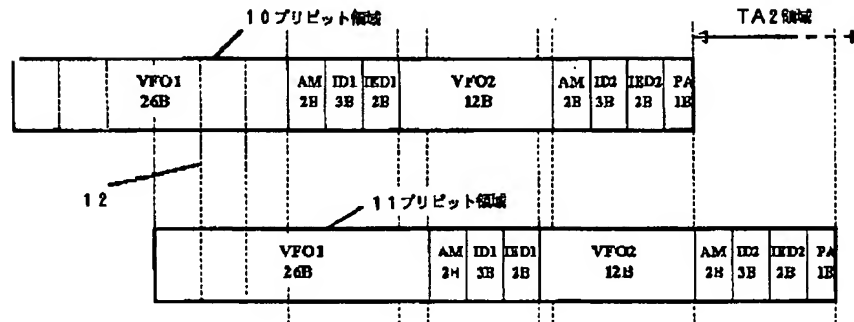 10プリピット領域
TA2領域
VFO1
26B
AM
2B
ID1
3B
IED1
2B
VFO2
12B
AM
2B
ID2
3B
IED2
2B
PA
1B
12
11プリピット領域
VFO1
26B
AM
2B
ID1
3B
IED1
2B
VFO2
12B
AM
2B
ID2
3B
IED2
2B
PA
1B